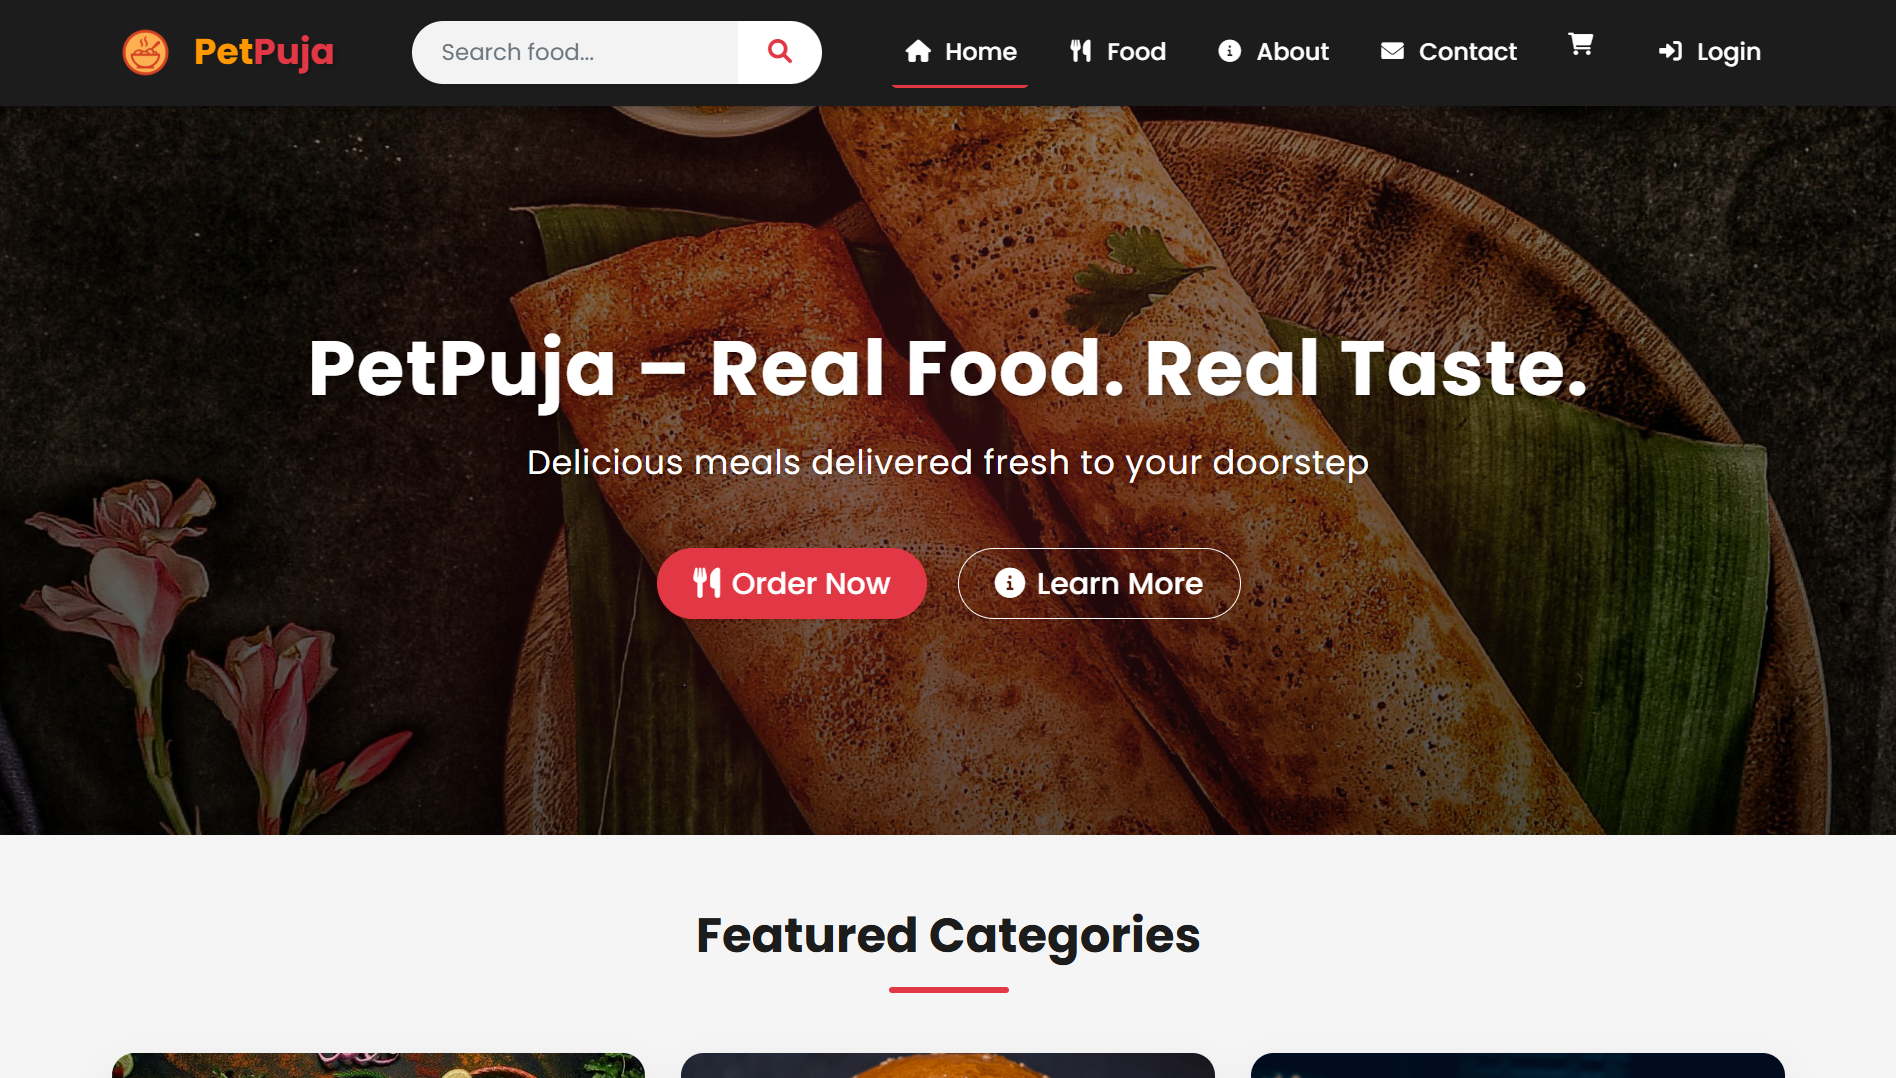 PetPuja
Search food...
Home
Food
About
Contact
Login
PetPuja – Real Food. Real Taste.
Delicious meals delivered fresh to your doorstep
Order Now
Learn More
Featured Categories